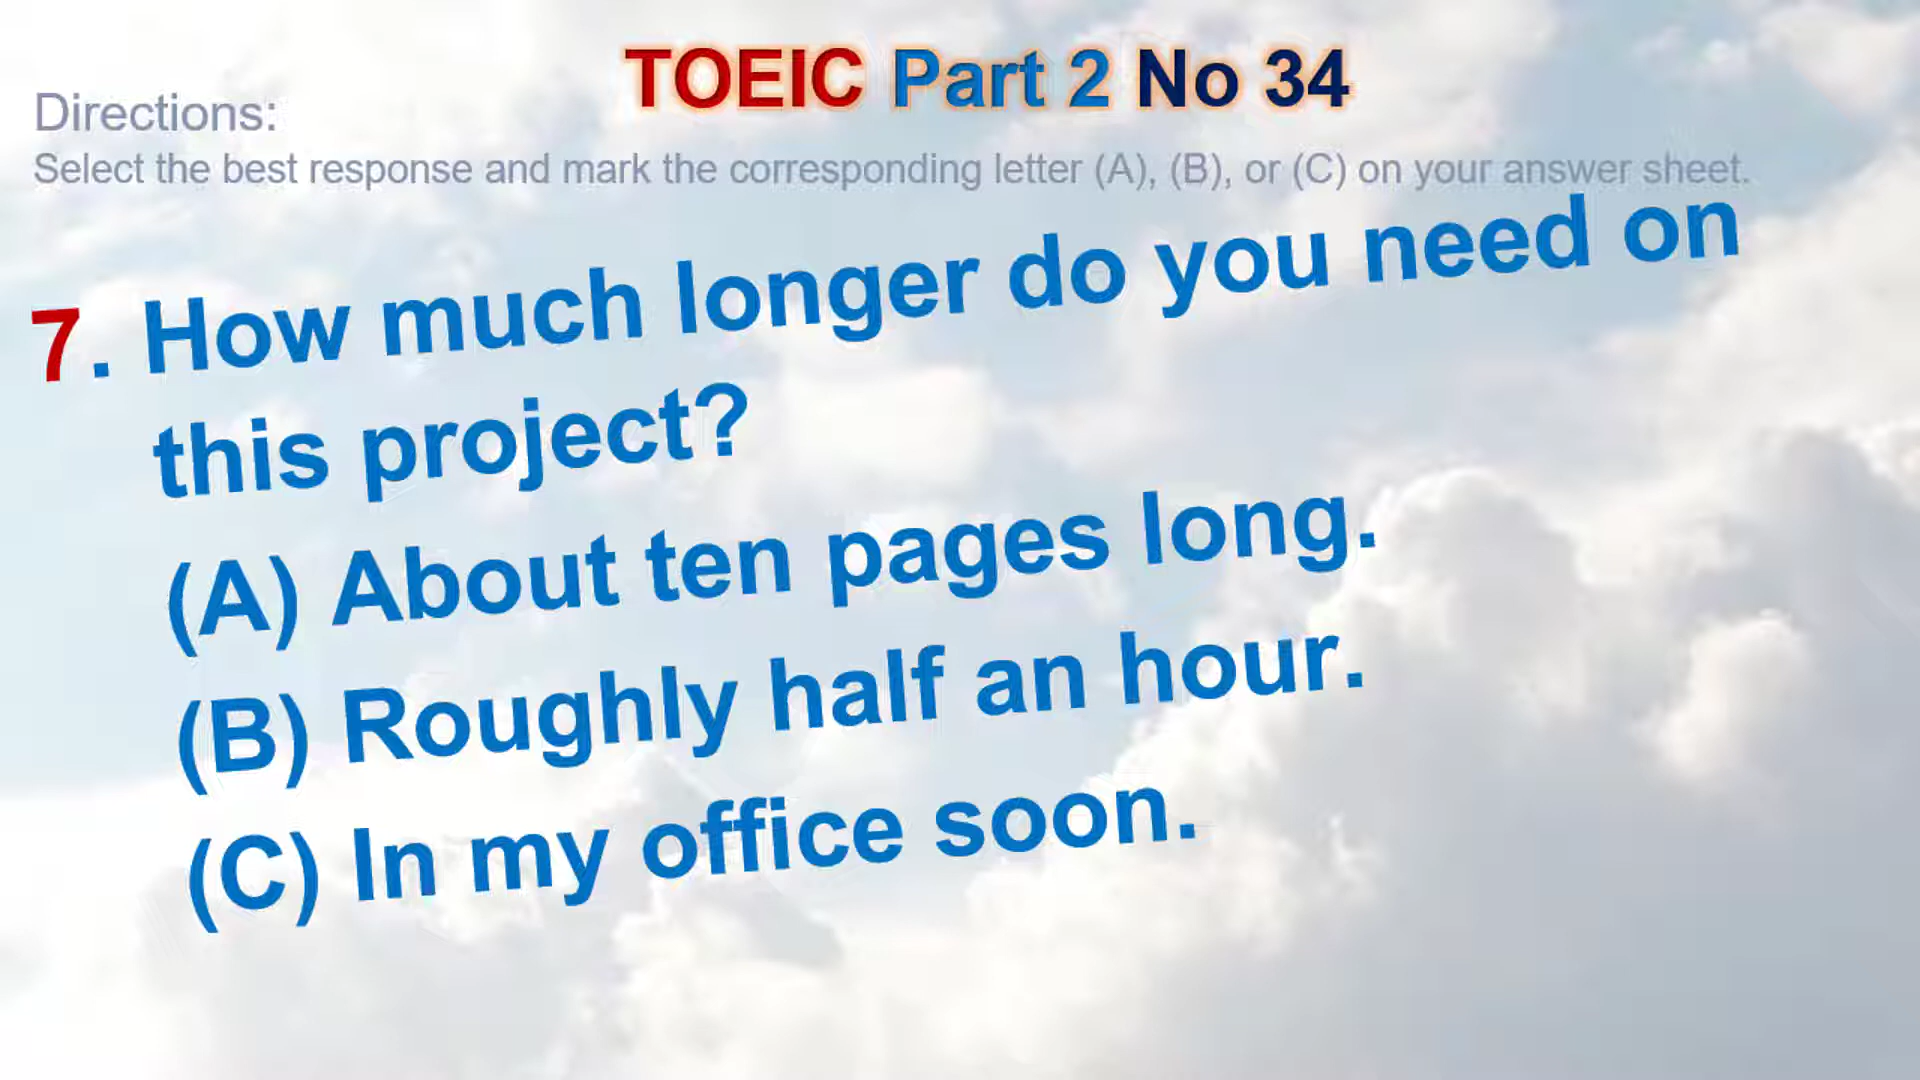 TOEIC Part 2 No 34
Directions:
Select the best response and mark the corresponding letter (A), (B), or (C) on your answer sheet.
7. How much longer do you need on
this project?
(A) About ten pages long.
(B) Roughly half an hour.
(C) In my office soon.